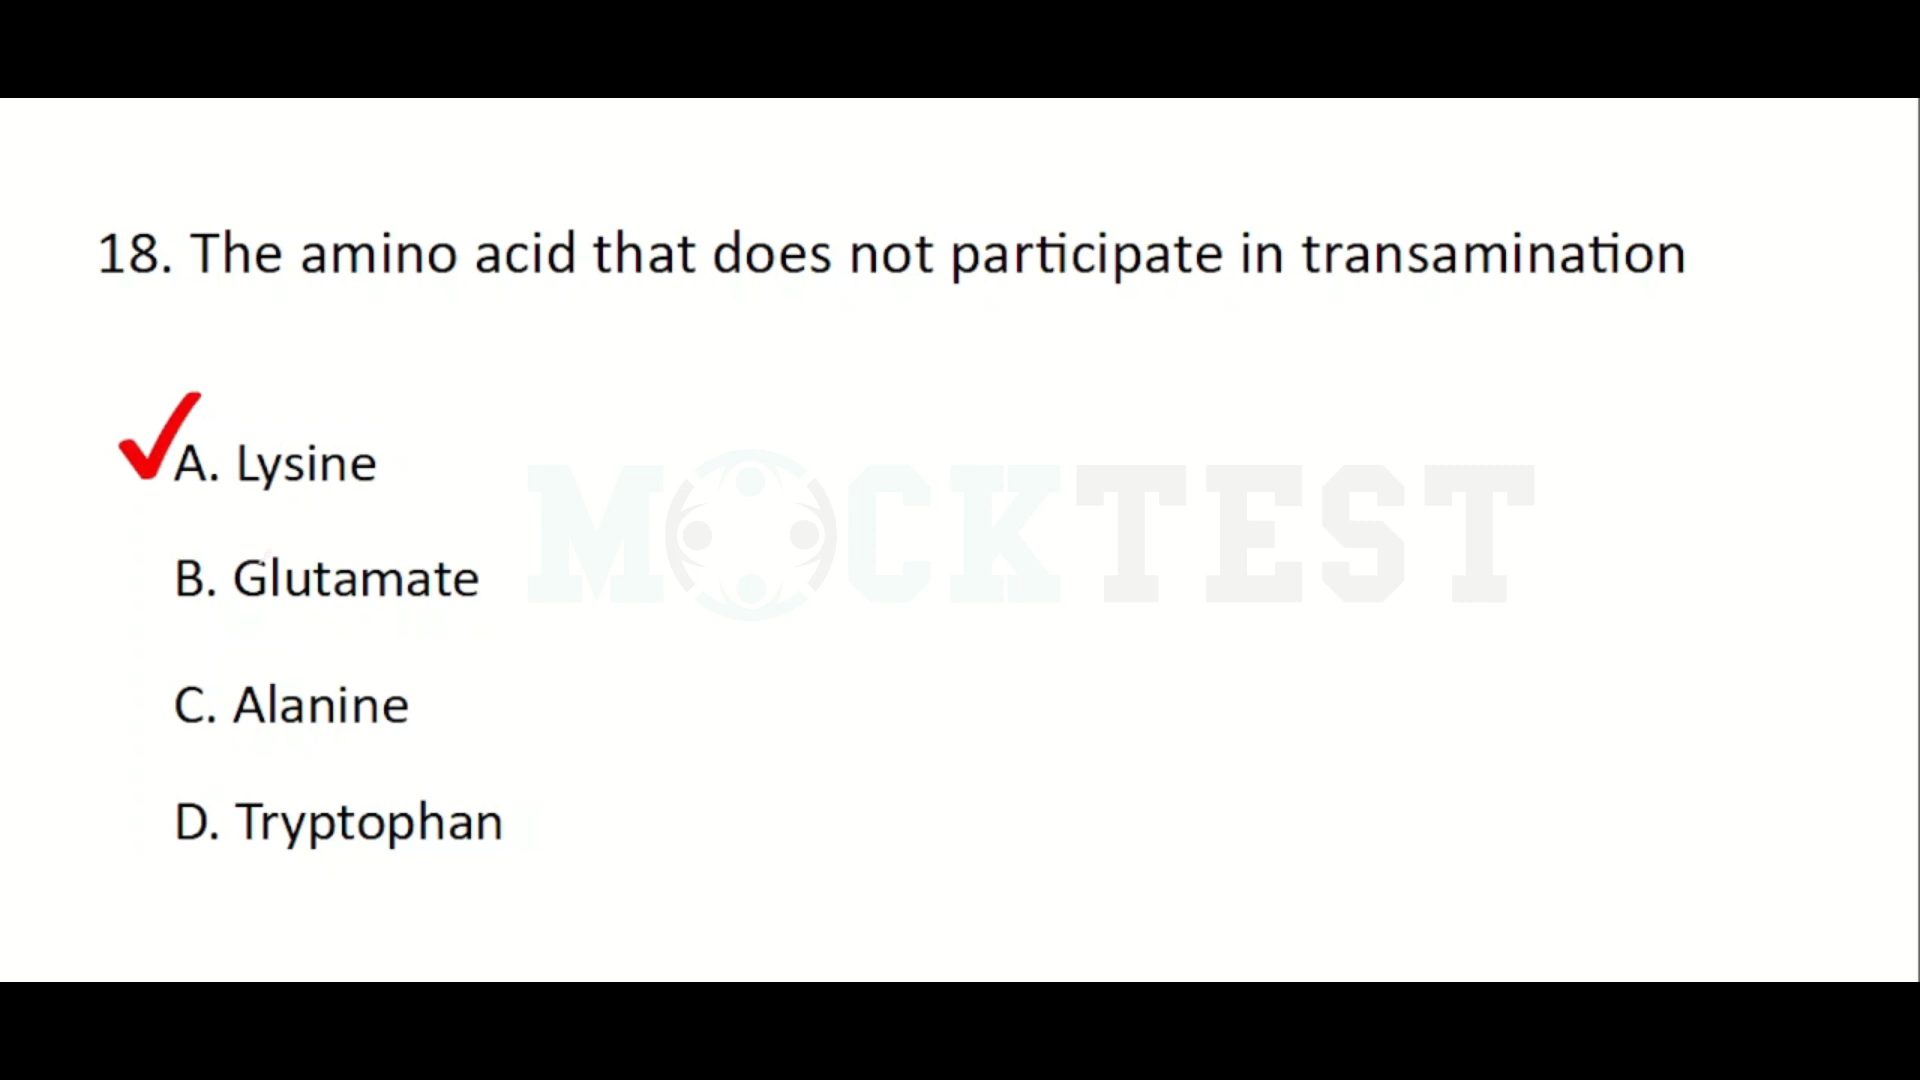 18. The amino acid that does not participate in transamination
A. Lysine
MOCKTEST
B. Glutamate
C. Alanine
D. Tryptophan